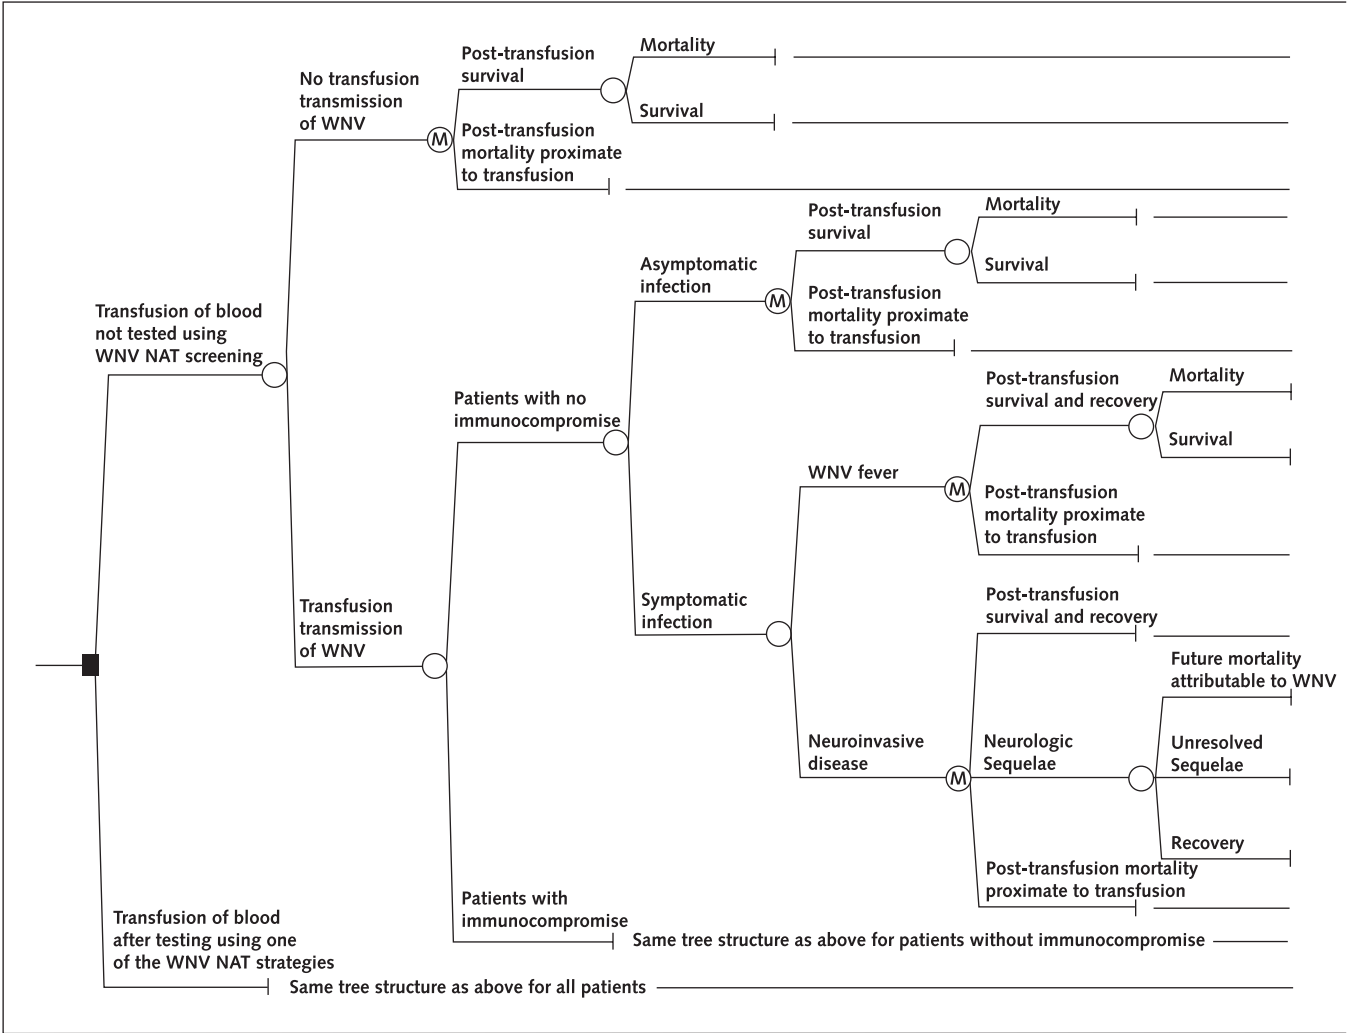 No transfusion
transmission
of WNV
M
Post-transfusion
survival
Mortality
Survival
Post-transfusion
mortality proximate
to transfusion
Transfusion of blood
not tested using
WNV NAT screening
Transfusion
transmission
of WNV
Patients with no
immunocompromise
Asymptomatic
infection
M
Post-transfusion
survival
Mortality
Survival
Post-transfusion
mortality proximate
to transfusion
Symptomatic
infection
WNV fever
M
Post-transfusion
survival and recovery
Mortality
Survival
Post-transfusion
mortality proximate
to transfusion
Neuroinvasive
disease
M
Post-transfusion
survival and recovery
Neurologic
Sequelae
Future mortality
attributable to WNV
Unresolved
Sequelae
Recovery
Post-transfusion mortality
proximate to transfusion
Patients with
immunocompromise
Same tree structure as above for patients without immunocompromise
Transfusion of blood
after testing using one
of the WNV NAT strategies
Same tree structure as above for all patients